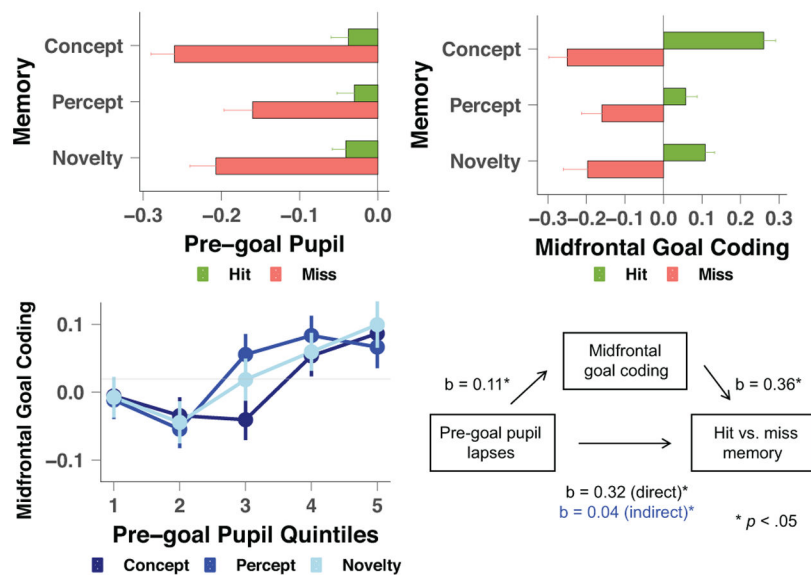 Memory
Concept
Percept
Novelty
−0.3 −0.2 −0.1 0.0
Pre−goal Pupil
Hit Miss
Memory
Concept
Percept
Novelty
−0.3−0.2−0.1 0.0 0.1 0.2 0.3
Midfrontal Goal Coding
Hit Miss
Midfrontal Goal Coding
0.1
0.0
−0.1
1 2 3 4 5
Pre−goal Pupil Quintiles
Concept Percept Novelty
Midfrontal
goal coding
b = 0.11*
b = 0.36*
Pre-goal pupil
lapses
Hit vs. miss
memory
b = 0.32 (direct)*
b = 0.04 (indirect)*
* p < .05